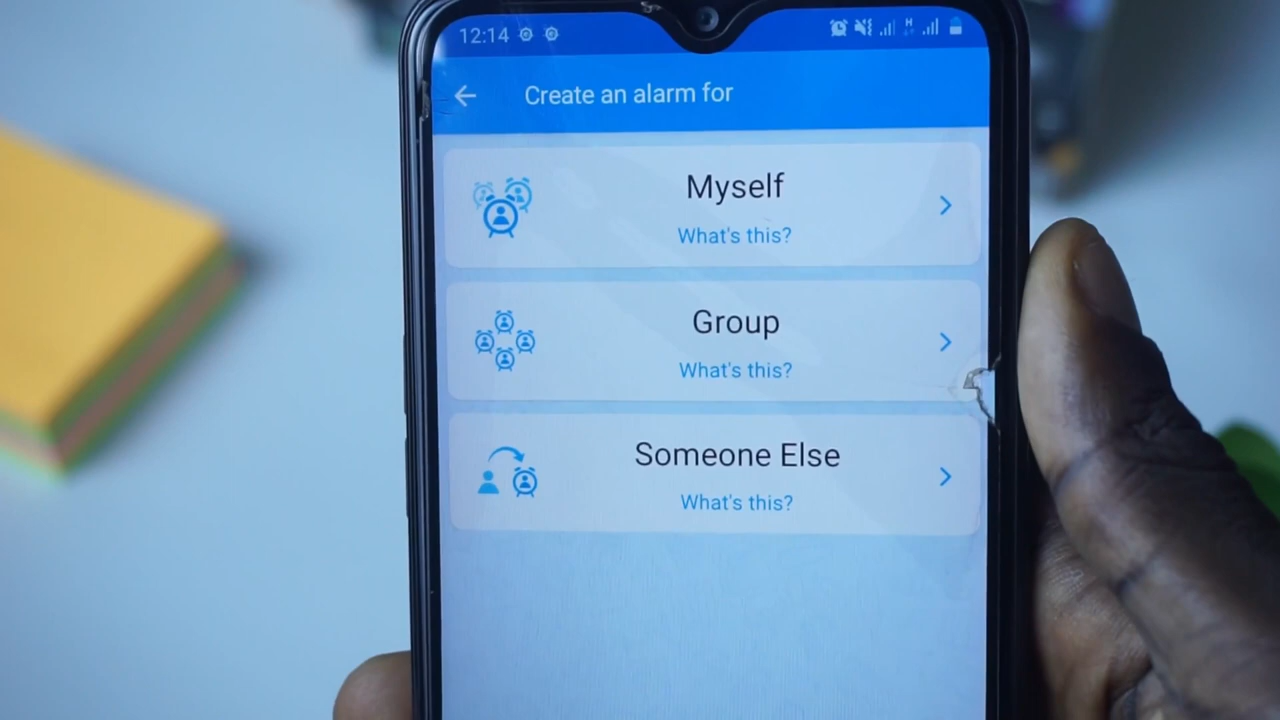 12:14
H
Create an alarm for
Myself
What's this?
Group
What's this?
Someone Else
What's this?